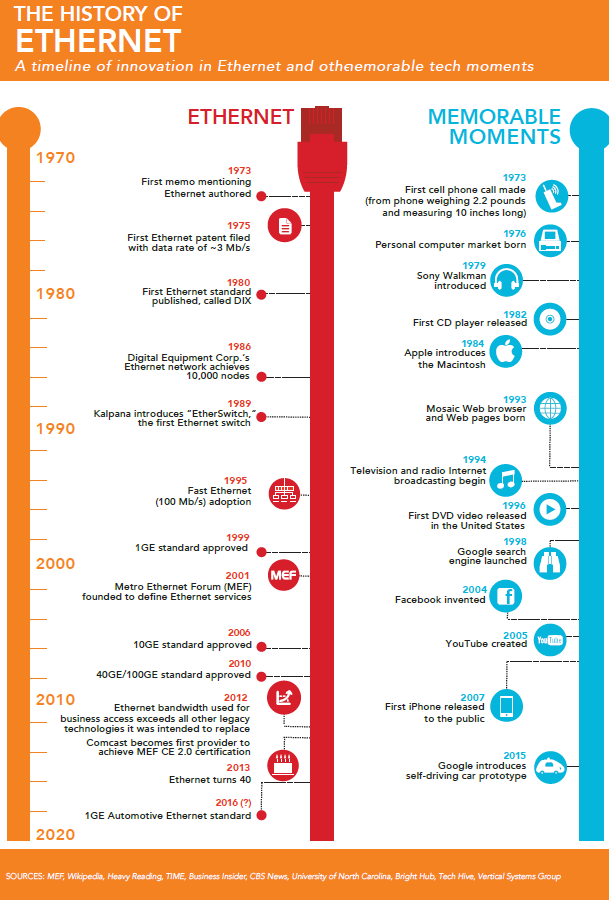 THE HISTORY OF
ETHERNET
A timeline of innovation in Ethernet and othemorable tech moments
1970
1980
1990
2000
2010
2020
ETHERNET
1973
First memo mentioning
Ethernet authored
1975
First Ethernet patent filed
with data rate of ~3 Mb/s
1980
First Ethernet standard
published, called DIX
1986
Digital Equipment Corp.'s
Ethernet network achieves
10,000 nodes
1989
Kalpana introduces "EtherSwitch,"
the first Ethernet switch
1995
Fast Ethernet
(100 Mb/s) adoption
1999
1GE standard approved
2001
Metro Ethernet Forum (MEF)
founded to define Ethernet services
MEF
2006
10GE standard approved
2010
40GE/100GE standard approved
2012
Ethernet bandwidth used for
business access exceeds all other legacy
technologies it was intended to replace
Comcast becomes first provider to
achieve MEF CE 2.0 certification
2013
Ethernet turns 40
2016 (?)
1GE Automotive Ethernet standard
MEMORABLE
MOMENTS
1973
First cell phone call made
(from phone weighing 2.2 pounds
and measuring 10 inches long)
1976
Personal computer market born
1979
Sony Walkman
introduced
1982
First CD player released
1984
Apple introduces
the Macintosh
1993
Mosaic Web browser
and Web pages born
1994
Television and radio Internet
broadcasting begin
1996
First DVD video released
in the United States
1998
Google search
engine launched
2004
Facebook invented
f
2005
YouTube created
YouTube
2007
First iPhone released
to the public
2015
Google introduces
self-driving car prototype
SOURCES: MEF, Wikipedia, Heavy Reading, TIME, Business Insider, CBS News, University of North Carolina, Bright Hub, Tech Hive, Vertical Systems Group